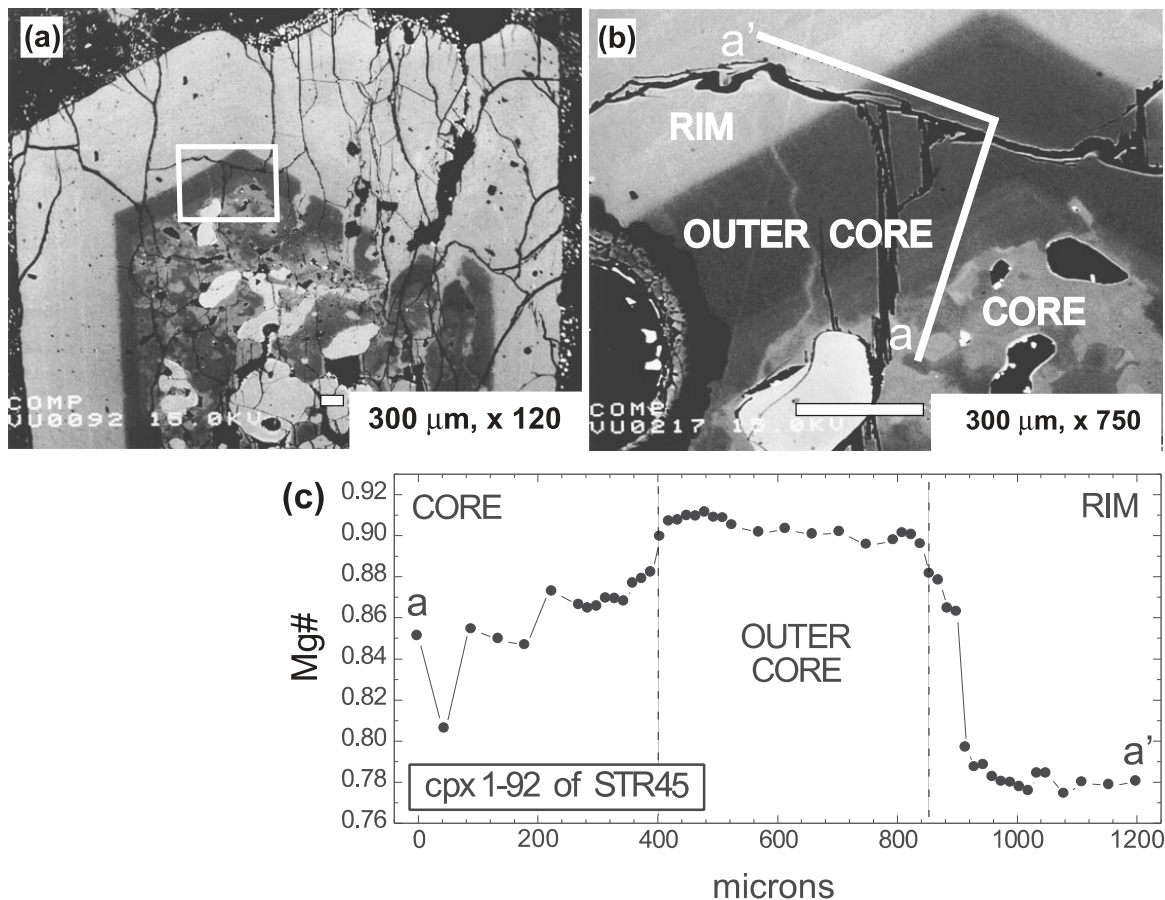 (a)
COMP
VU0092 15.0KV
300 μm, x 120
(b)
a'
RIM
OUTER CORE
a
CORE
COMP
VU0217 15.0KV
300 μm, x 750
(c)
CORE
RIM
a
OUTER
CORE
a'
cpx 1-92 of STR45
Mg#
0.92
0.90
0.88
0.86
0.84
0.82
0.80
0.78
0.76
0 200 400 600 800 1000 1200
microns